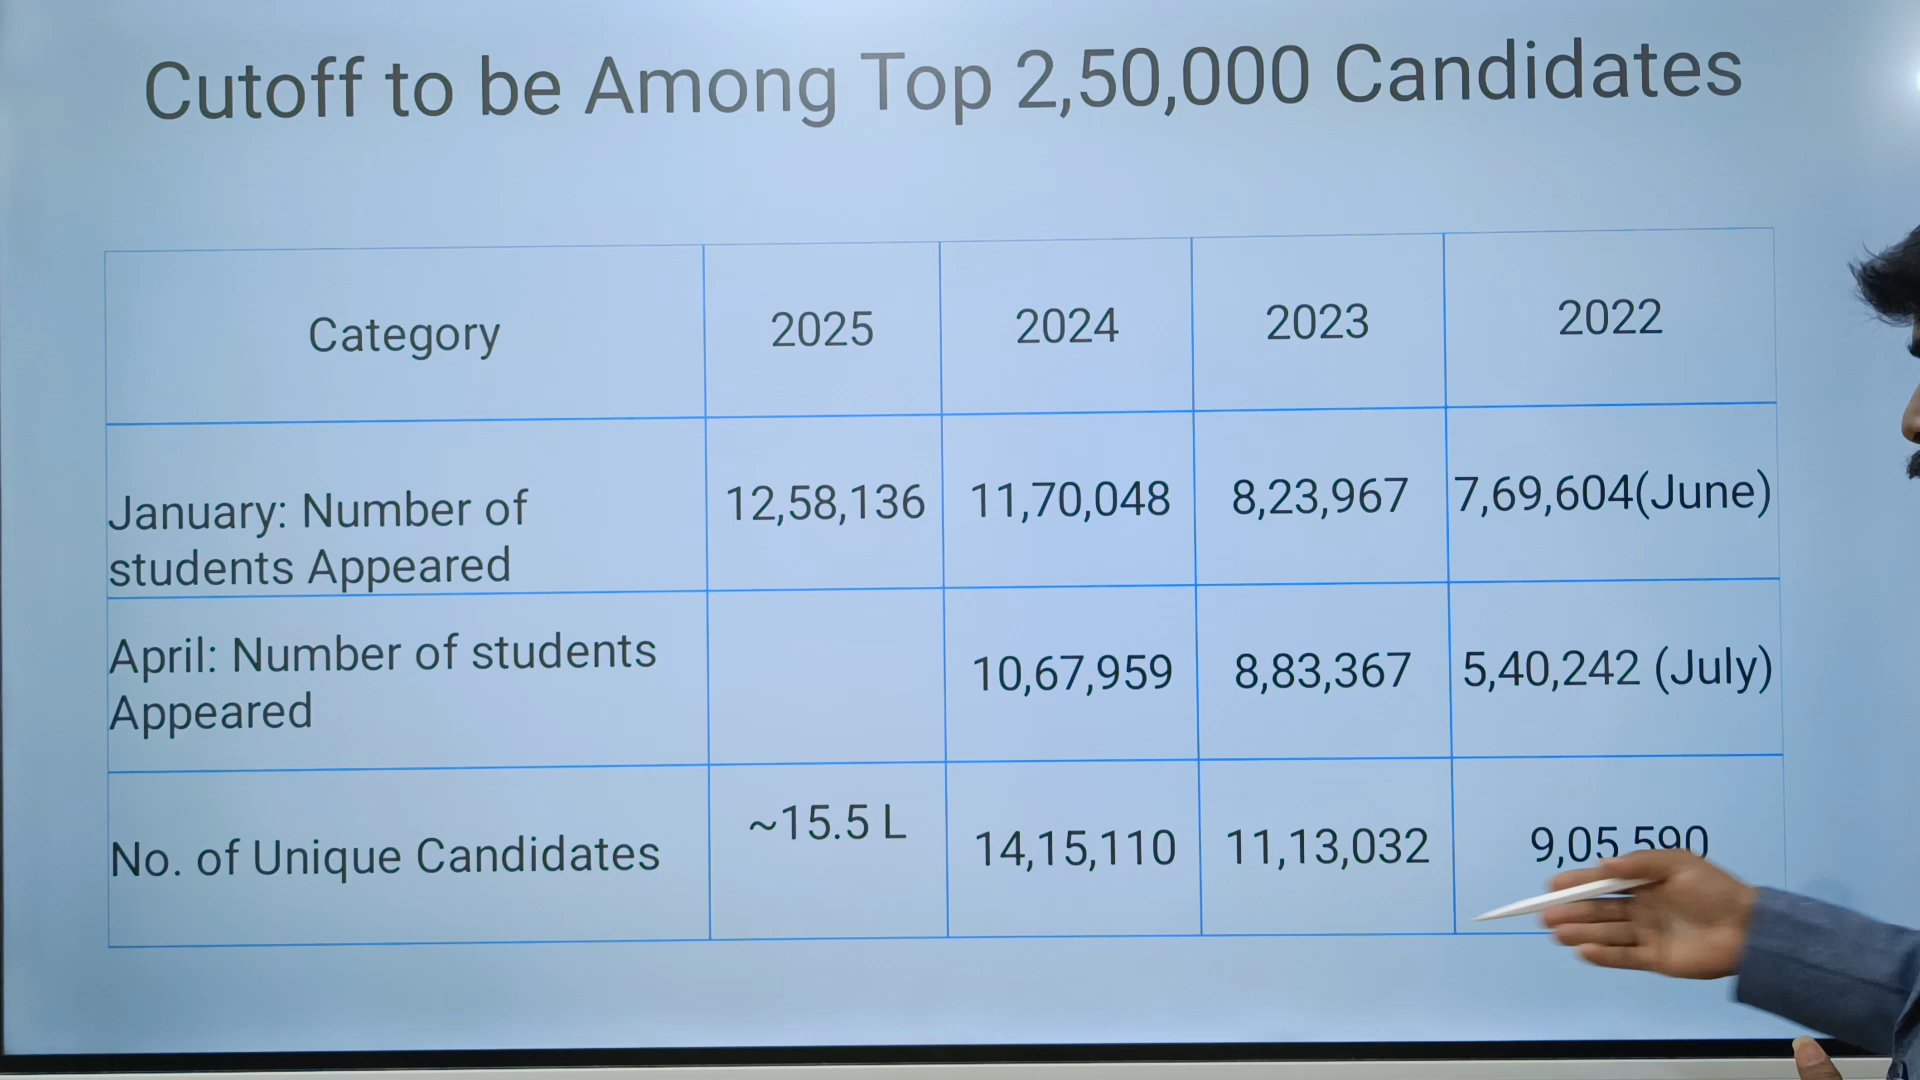 Cutoff to be Among Top 2,50,000 Candidates
Category 2025 2024 2023 2022
January: Number of
students Appeared
12,58,136 11,70,048 8,23,967 7,69,604(June)
April: Number of students
Appeared
10,67,959 8,83,367 5,40,242 (July)
No. of Unique Candidates ~15.5 L 14,15,110 11,13,032 9,05,590